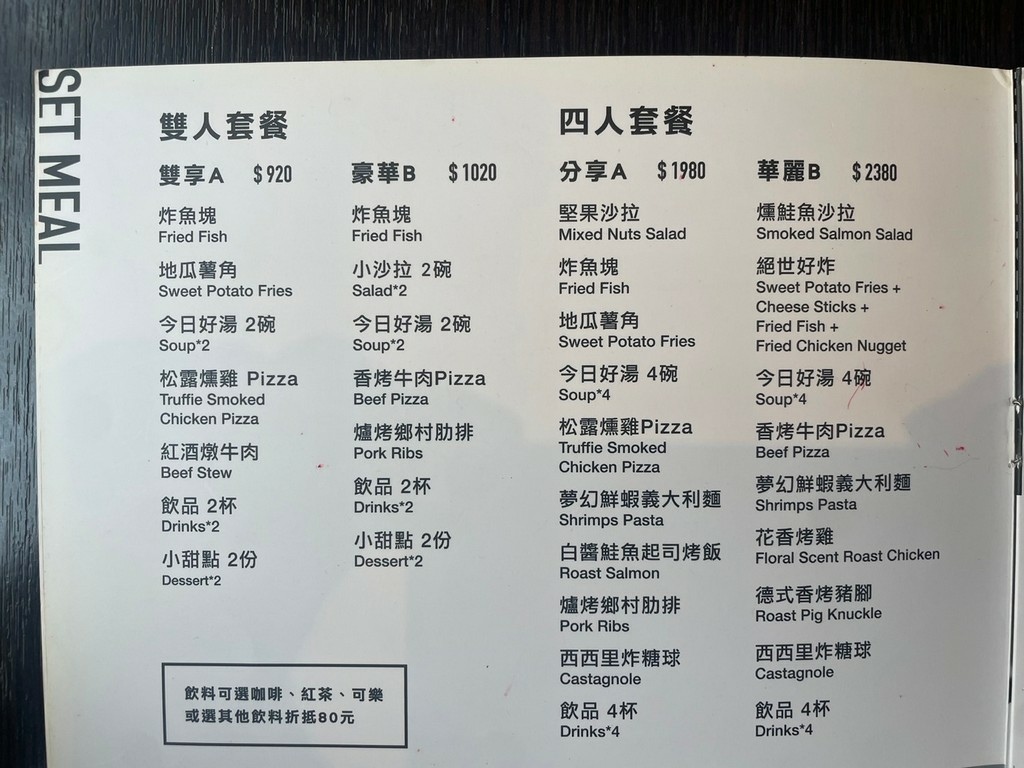 SET MEAL
雙人套餐
雙享A $920
炸魚塊
Fried Fish
地瓜薯角
Sweet Potato Fries
今日好湯 2碗
Soup*2
松露燻雞 Pizza
Truffie Smoked
Chicken Pizza
紅酒燉牛肉
Beef Stew
飲品 2杯
Drinks*2
小甜點 2份
Dessert*2
豪華B $1020
炸魚塊
Fried Fish
小沙拉 2碗
Salad*2
今日好湯 2碗
Soup*2
香烤牛肉Pizza
Beef Pizza
爐烤鄉村肋排
Pork Ribs
飲品 2杯
Drinks*2
小甜點 2份
Dessert*2
飲料可選咖啡、紅茶、可樂
或選其他飲料折抵80元
四人套餐
分享A $1980
堅果沙拉
Mixed Nuts Salad
炸魚塊
Fried Fish
地瓜薯角
Sweet Potato Fries
今日好湯 4碗
Soup*4
松露燻雞Pizza
Truffie Smoked
Chicken Pizza
夢幻鮮蝦義大利麵
Shrimps Pasta
白醬鮭魚起司烤飯
Roast Salmon
爐烤鄉村肋排
Pork Ribs
西西里炸糖球
Castagnole
飲品 4杯
Drinks*4
華麗B $2380
燻鮭魚沙拉
Smoked Salmon Salad
絕世好炸
Sweet Potato Fries +
Cheese Sticks +
Fried Fish +
Fried Chicken Nugget
今日好湯 4碗
Soup*4
香烤牛肉Pizza
Beef Pizza
夢幻鮮蝦義大利麵
Shrimps Pasta
花香烤雞
Floral Scent Roast Chicken
德式香烤豬腳
Roast Pig Knuckle
西西里炸糖球
Castagnole
飲品 4杯
Drinks*4